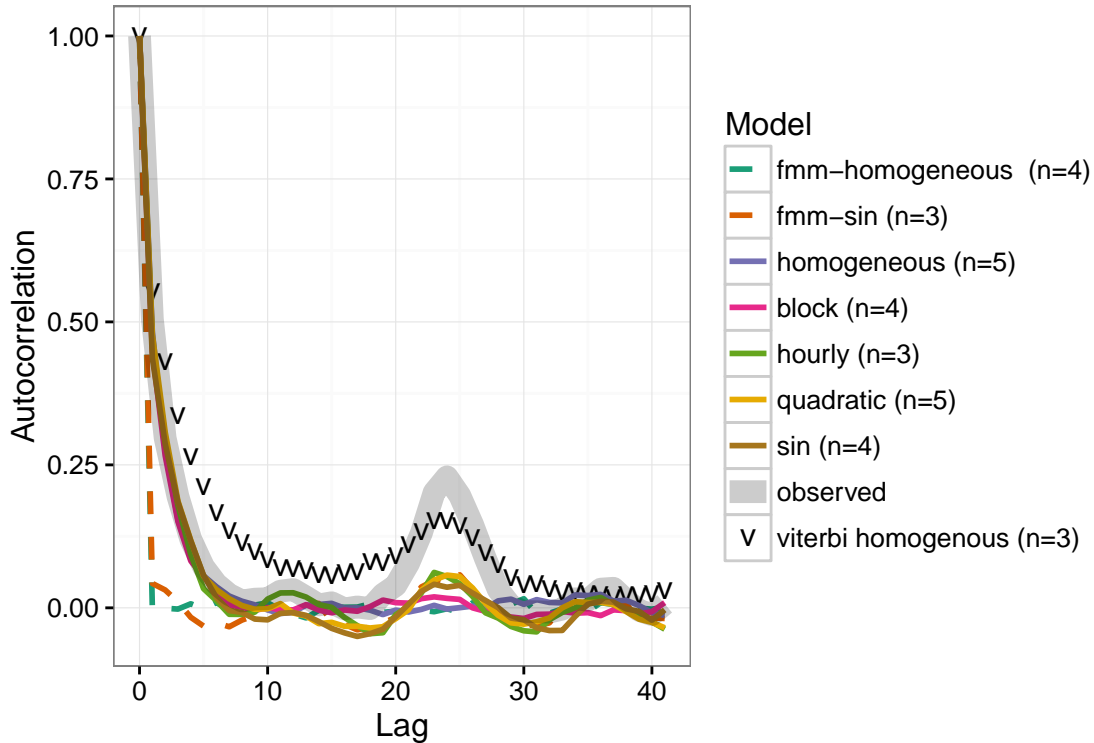 1.00
0.75
0.50
0.25
0.00
Autocorrelation
0 10 20 30 40
Lag
Model
fmm−homogeneous (n=4)
fmm−sin (n=3)
homogeneous (n=5)
block (n=4)
hourly (n=3)
quadratic (n=5)
sin (n=4)
observed
v viterbi homogenous (n=3)